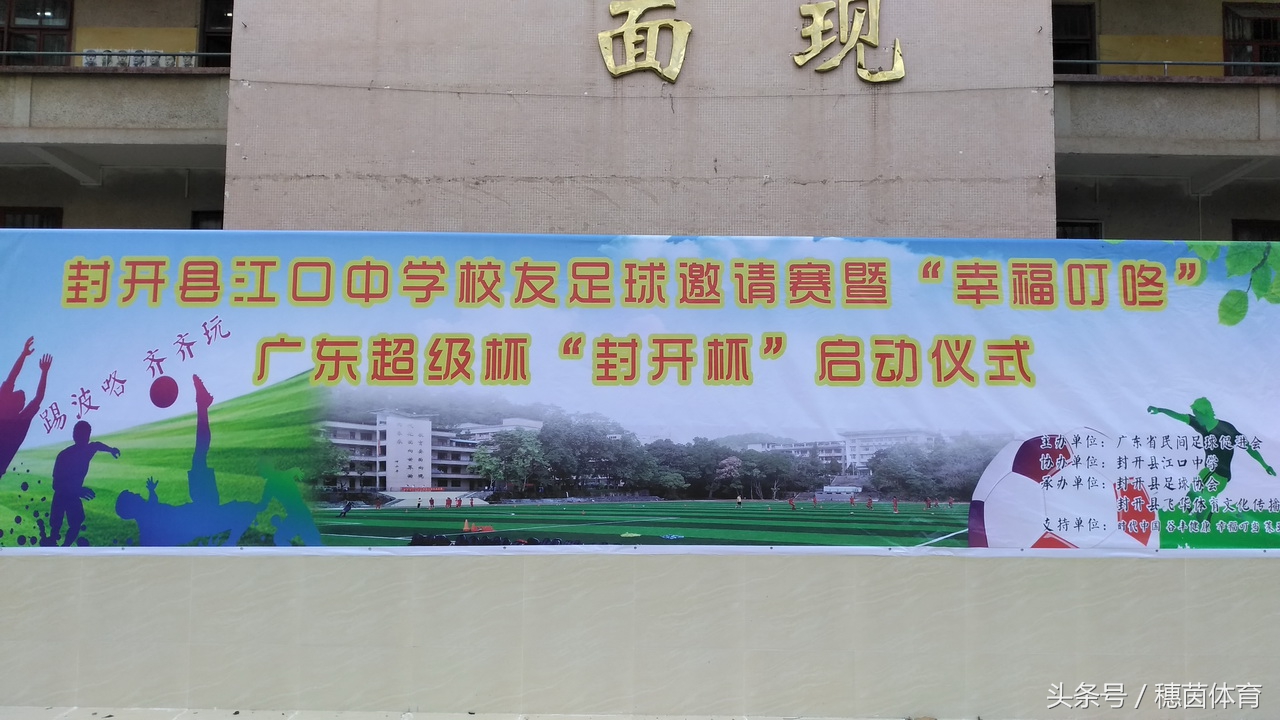 面现
封开县江口中学校友足球邀请赛暨“幸福叮咚”
广东超级杯“封开杯”启动仪式
踢波咯 齐齐玩
主办单位：广东省民间足球促进会
协办单位：封开县江口中学
承办单位：封开县足球协会
封开县飞华体育文化传播
支持单位：时代中国
头条号 / 穗茵体育